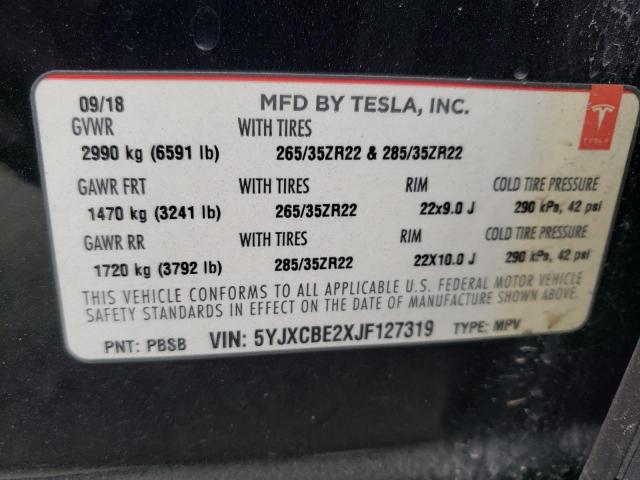 09/18 MFD BY TESLA, INC.
GVWR WITH TIRES
2990 kg (6591 lb) 265/35ZR22 & 285/35ZR22
GAWR FRT WITH TIRES RIM COLD TIRE PRESSURE
1470 kg (3241 lb) 265/35ZR22 22x9.0 J 290 kPa, 42 psi
GAWR RR WITH TIRES RIM COLD TIRE PRESSURE
1720 kg (3792 lb) 285/35ZR22 22X10.0 J 290 kPa, 42 psi
THIS VEHICLE CONFORMS TO ALL APPLICABLE U.S. FEDERAL MOTOR VEHICLE
SAFETY STANDARDS IN EFFECT ON THE DATE OF MANUFACTURE SHOWN ABOVE.
PNT: PBSB VIN: 5YJXCBE2XJF127319 TYPE: MPV
TESLA